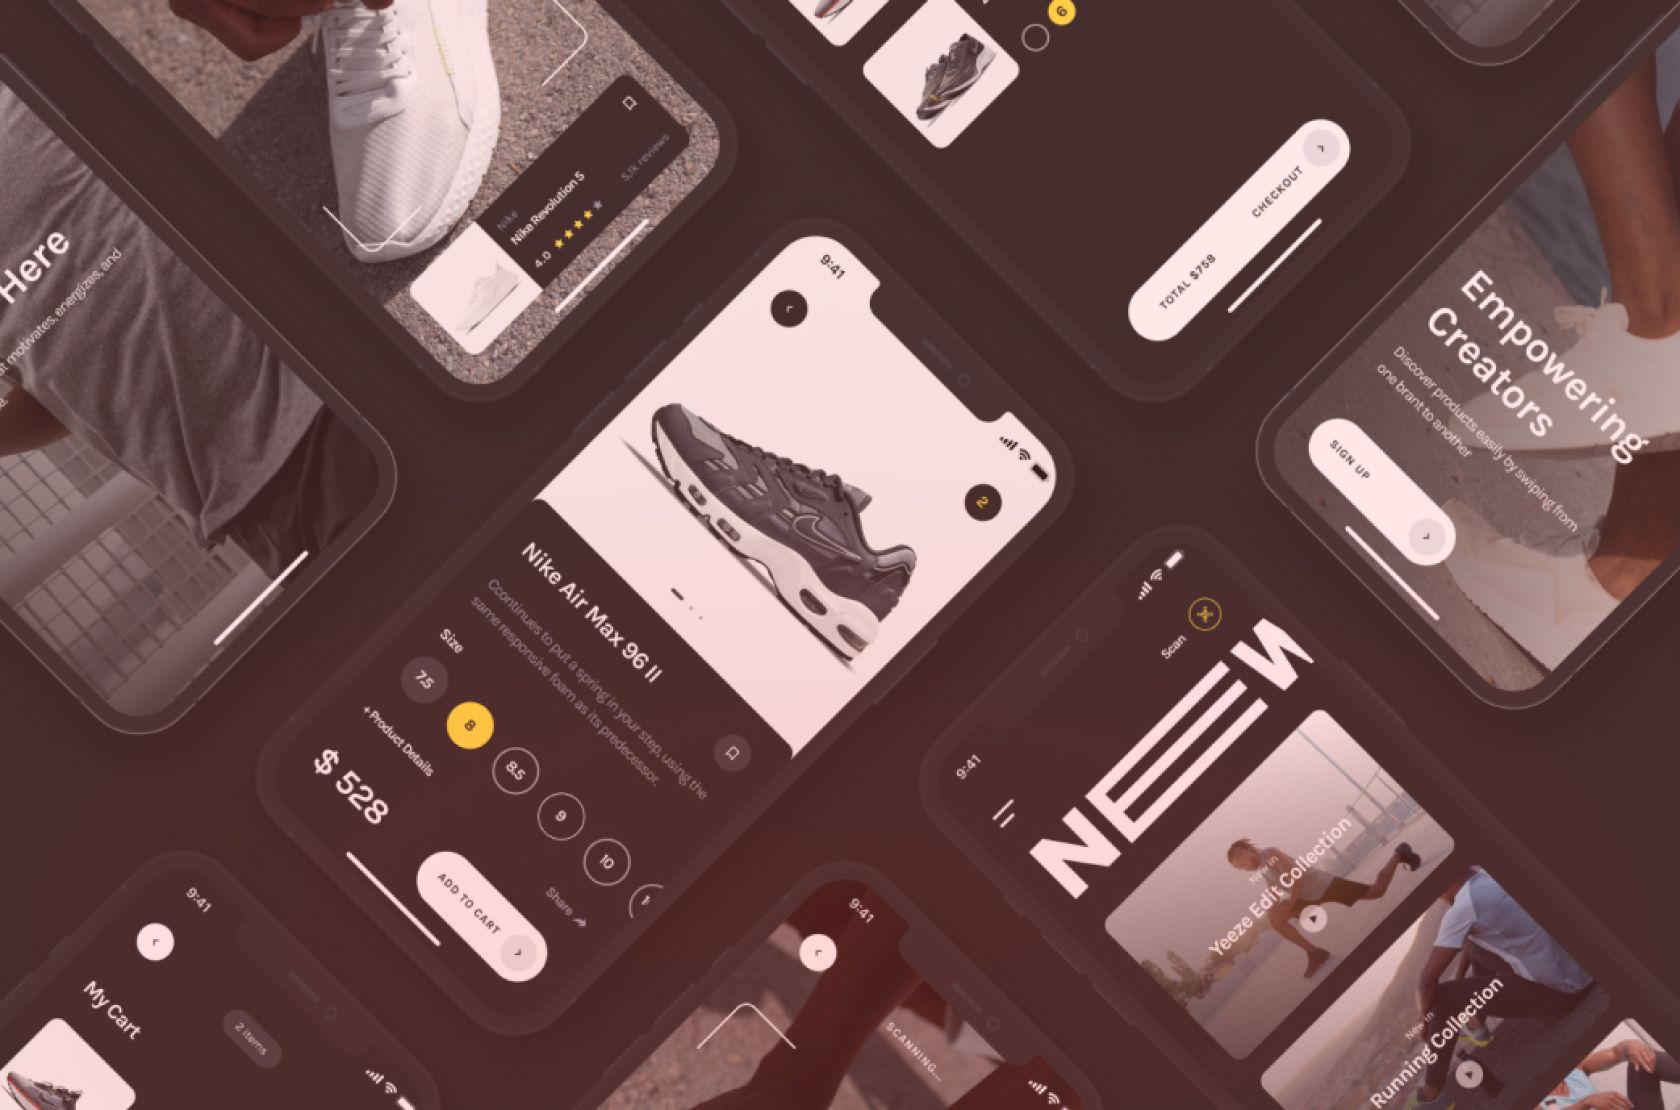 Here
motivates, energizes, and
Nike
Nike Revolution 5
4.0
5,1k reviews
6
TOTAL $758
CHECKOUT
Empowering
Creators
Discover products easily by swiping from
one brant to another
SIGN UP
9:41
2
Nike Air Max 96 II
Ccontinues to put a spring in your step, using the
same responsive foam as its predecessor.
Size
7.5
8
8.5
9
10
+ Product Details
$ 528
ADD TO CART
Share
9:41
Scan
NEW
New in
Yeeze Edit Collection
New in
Running Collection
9:41
My Cart
2 items
9:41
SCANNING...